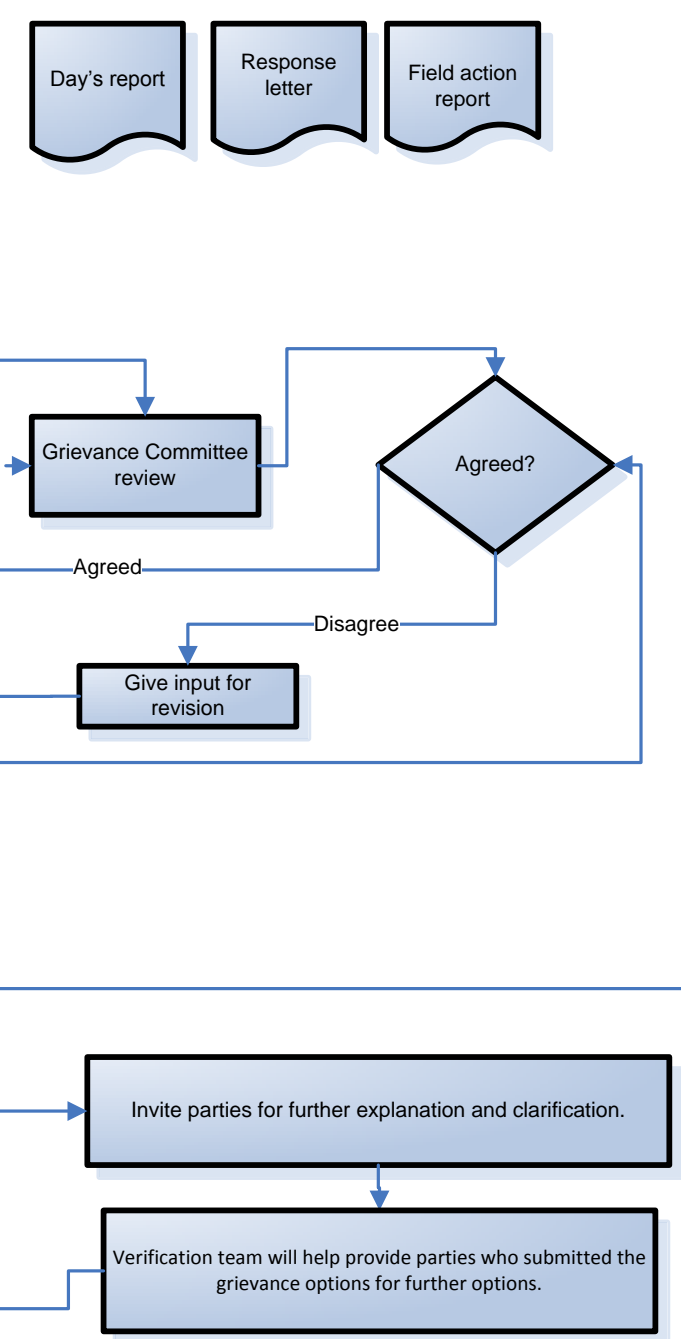 Day's report
Response
letter
Field action
report
Grievance Committee
review
Agreed?
Agreed
Disagree
Give input for
revision
Invite parties for further explanation and clarification.
Verification team will help provide parties who submitted the
grievance options for further options.